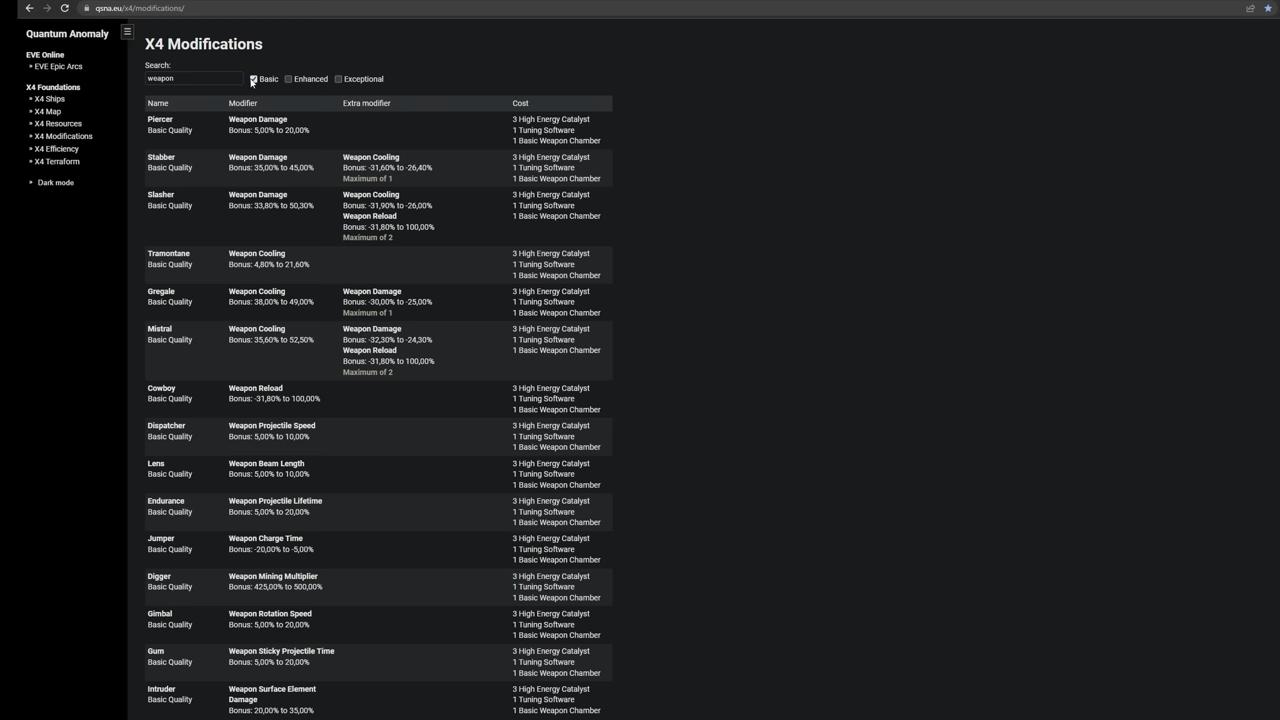 qsna.eu/x4/modifications/
Quantum Anomaly
EVE Online
EVE Epic Arcs
X4 Foundations
X4 Ships
X4 Map
X4 Resources
X4 Modifications
X4 Efficiency
X4 Terraform
Dark mode
X4 Modifications
Search:
weapon Basic Enhanced Exceptional
Name Modifier Extra modifier Cost
Piercer Weapon Damage 3 High Energy Catalyst
Basic Quality Bonus: 5,00% to 20,00% 1 Tuning Software
1 Basic Weapon Chamber
Stabber Weapon Damage Weapon Cooling 3 High Energy Catalyst
Basic Quality Bonus: 35,00% to 45,00% Bonus: -31,60% to -26,40% 1 Tuning Software
Maximum of 1 1 Basic Weapon Chamber
Slasher Weapon Damage Weapon Cooling 3 High Energy Catalyst
Basic Quality Bonus: 33,80% to 50,30% Bonus: -31,90% to -26,00% 1 Tuning Software
Weapon Reload 1 Basic Weapon Chamber
Bonus: -31,80% to 100,00%
Maximum of 2
Tramontane Weapon Cooling 3 High Energy Catalyst
Basic Quality Bonus: 4,80% to 21,60% 1 Tuning Software
1 Basic Weapon Chamber
Gregale Weapon Cooling Weapon Damage 3 High Energy Catalyst
Basic Quality Bonus: 38,00% to 49,00% Bonus: -30,00% to -25,00% 1 Tuning Software
Maximum of 1 1 Basic Weapon Chamber
Mistral Weapon Cooling Weapon Damage 3 High Energy Catalyst
Basic Quality Bonus: 35,60% to 52,50% Bonus: -32,30% to -24,30% 1 Tuning Software
Weapon Reload 1 Basic Weapon Chamber
Bonus: -31,80% to 100,00%
Maximum of 2
Cowboy Weapon Reload 3 High Energy Catalyst
Basic Quality Bonus: -31,80% to 100,00% 1 Tuning Software
1 Basic Weapon Chamber
Dispatcher Weapon Projectile Speed 3 High Energy Catalyst
Basic Quality Bonus: 5,00% to 10,00% 1 Tuning Software
1 Basic Weapon Chamber
Lens Weapon Beam Length 3 High Energy Catalyst
Basic Quality Bonus: 5,00% to 10,00% 1 Tuning Software
1 Basic Weapon Chamber
Endurance Weapon Projectile Lifetime 3 High Energy Catalyst
Basic Quality Bonus: 5,00% to 20,00% 1 Tuning Software
1 Basic Weapon Chamber
Jumper Weapon Charge Time 3 High Energy Catalyst
Basic Quality Bonus: -20,00% to -5,00% 1 Tuning Software
1 Basic Weapon Chamber
Digger Weapon Mining Multiplier 3 High Energy Catalyst
Basic Quality Bonus: 425,00% to 500,00% 1 Tuning Software
1 Basic Weapon Chamber
Gimbal Weapon Rotation Speed 3 High Energy Catalyst
Basic Quality Bonus: 5,00% to 20,00% 1 Tuning Software
1 Basic Weapon Chamber
Gum Weapon Sticky Projectile Time 3 High Energy Catalyst
Basic Quality Bonus: 5,00% to 20,00% 1 Tuning Software
1 Basic Weapon Chamber
Intruder Weapon Surface Element 3 High Energy Catalyst
Basic Quality Damage 1 Tuning Software
Bonus: 20,00% to 35,00% 1 Basic Weapon Chamber